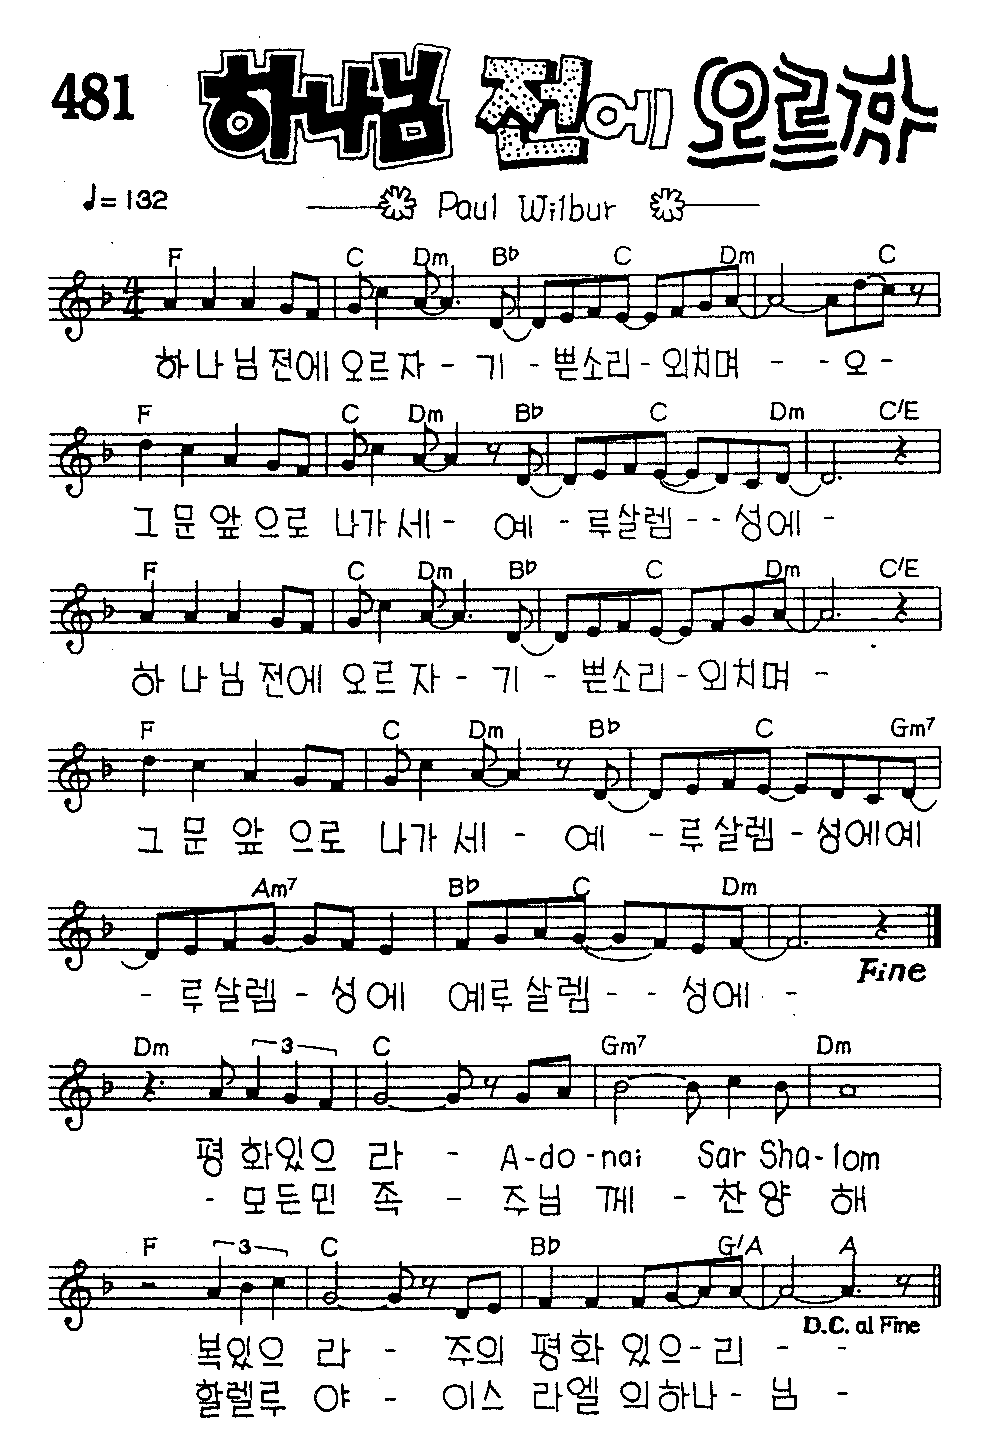 481 하나님 전에 오르자
♩= 132 Paul Wilbur
F C Dm B♭ C Dm C
하 나 님 전에 오르 자 - 기 - 쁜소리 - 외치며 - - 오 -
F C Dm B♭ C Dm C/E
그 문 앞 으로 나가 세 - 예 - 루살렘 - - 성에 -
F C Dm B♭ C Dm C/E
하 나 님 전에 오르 자 - 기 - 쁜소리 - 외치며 -
F C Dm B♭ C Gm7
그 문 앞 으로 나가 세 - 예 - 루 살렘 - 성에예
Am7 B♭ C Dm
- 루 살렘 - 성에 예루 살렘 - - 성에 -
Fine
Dm 3 C Gm7 Dm
평 화있으 라 - A-do-nai Sar Sha-lom
- 모든민 족 - 주님 께 - 찬 양 해
F 3 C B♭ G/A A
D.C. al Fine
복있으 라 - 주의 평화 있으 - 리 - -
할렐루 야 - 이스 라엘 의하나 - 님 -